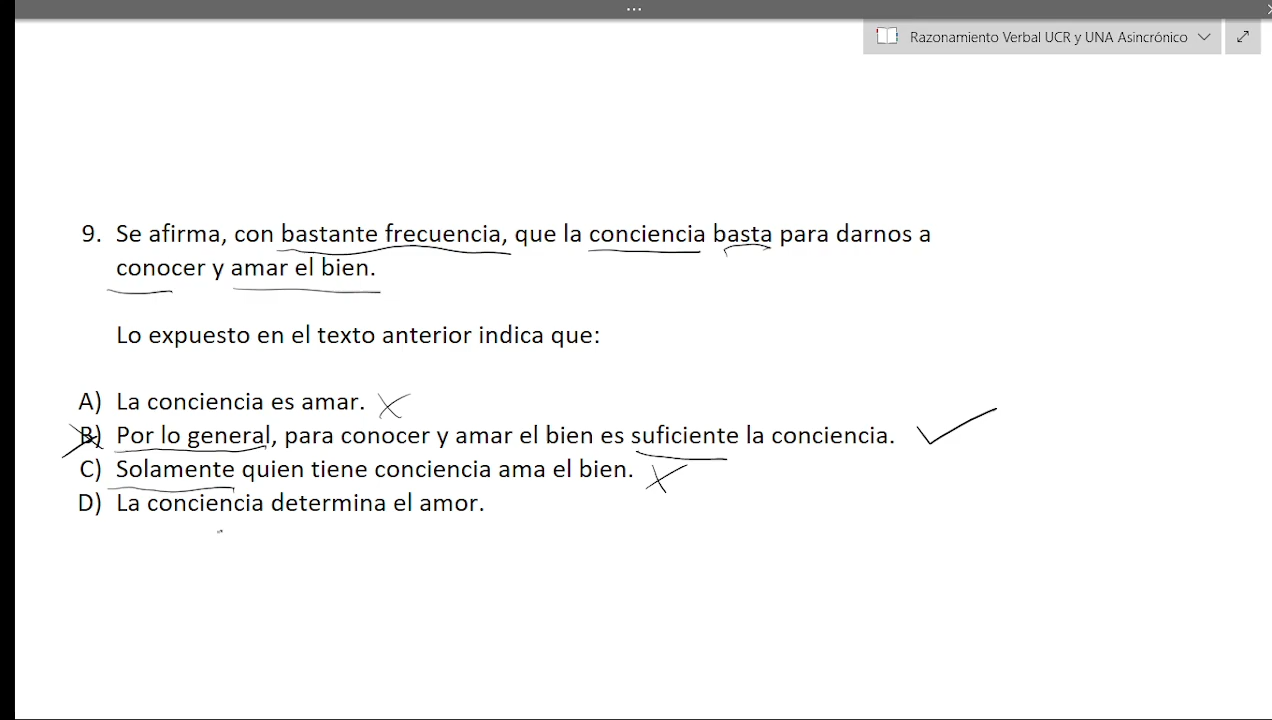 Razonamiento Verbal UCR y UNA Asincrónico
9. Se afirma, con bastante frecuencia, que la conciencia basta para darnos a
conocer y amar el bien.
Lo expuesto en el texto anterior indica que:
A) La conciencia es amar.
B) Por lo general, para conocer y amar el bien es suficiente la conciencia.
C) Solamente quien tiene conciencia ama el bien.
D) La conciencia determina el amor.